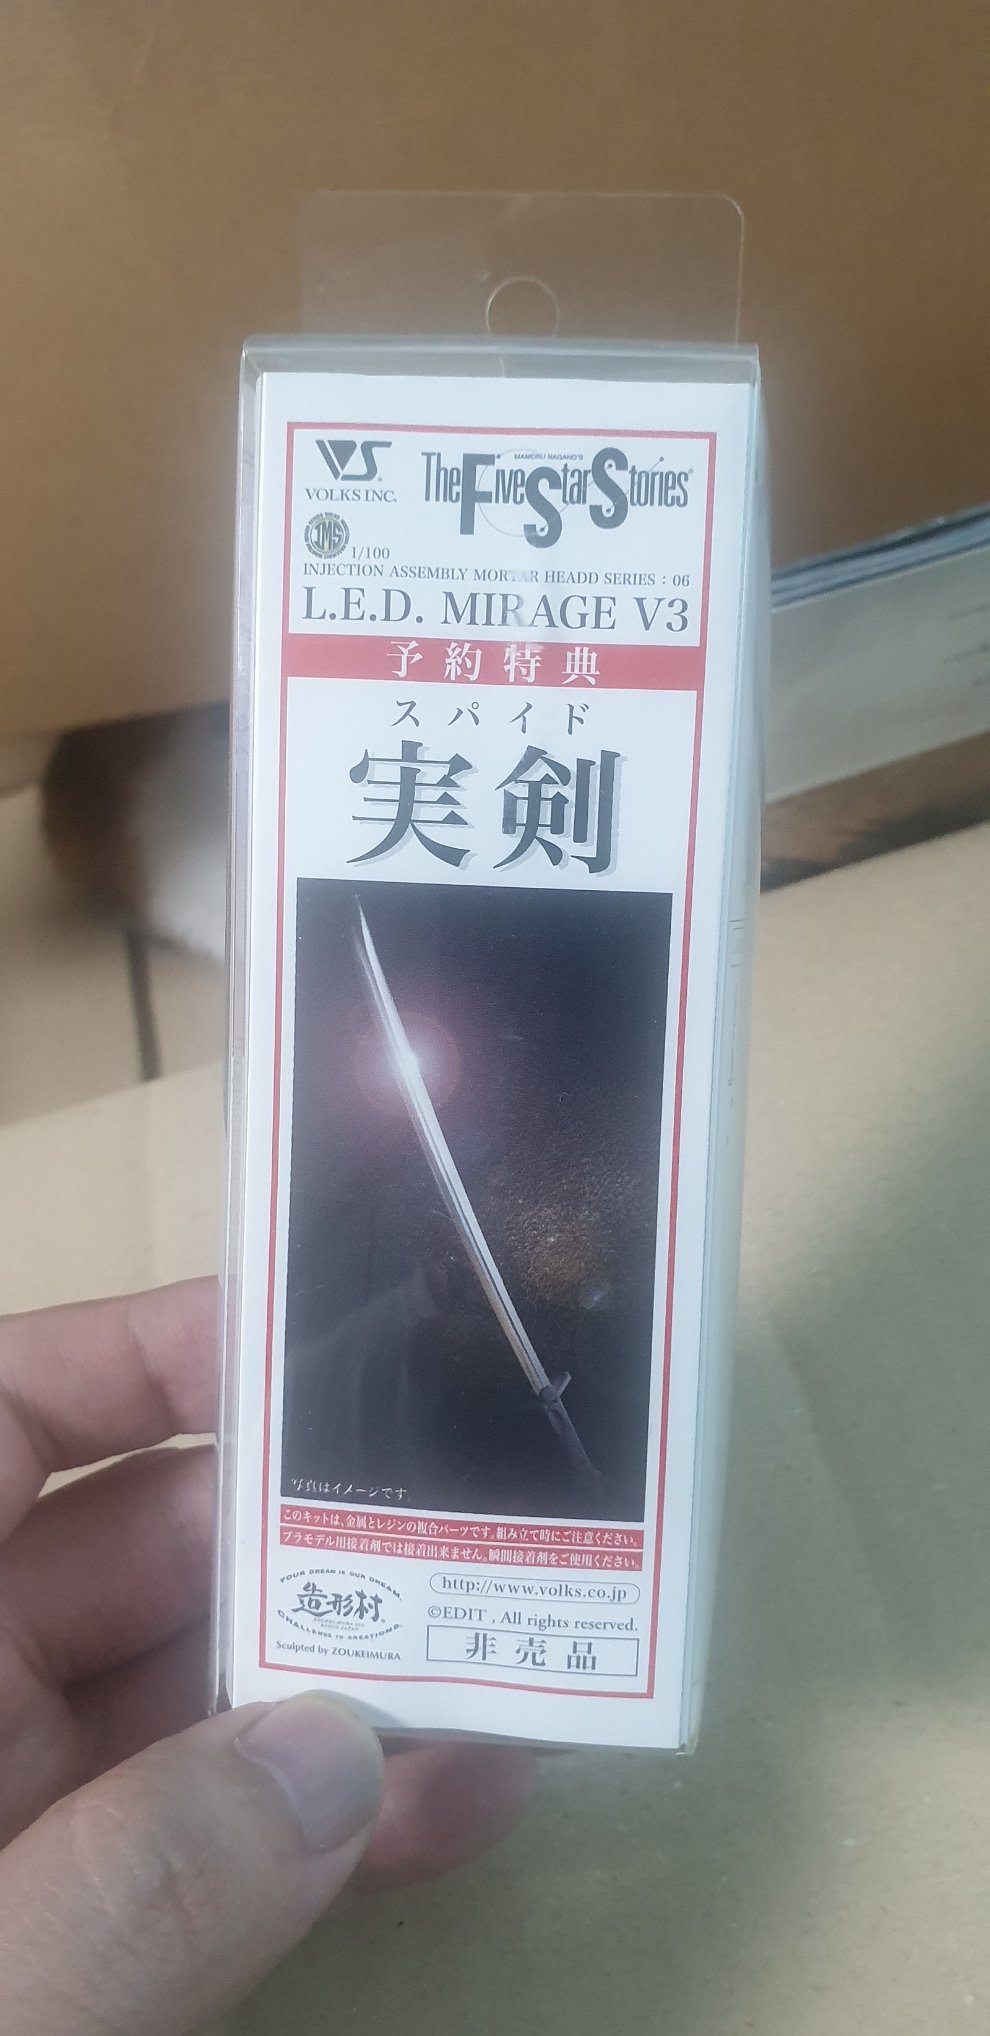 VS
VOLKS INC.
MAMORU NAGANO'S
The Five Star Stories
IMS
1/100
INJECTION ASSEMBLY MORTAR HEADD SERIES : 06
L.E.D. MIRAGE V3
予約特典
スパイド
実剣
写真はイメージです。
このキットは、金属とレジンの複合パーツです。組み立て時にご注意ください。
プラモデル用接着剤では接着出来ません。瞬間接着剤をご使用ください。
YOUR DREAM IS OUR DREAM.
造形村
CHALLENGE TO CREATIONS.
Sculpted by ZOUKEIMURA
http://www.volks.co.jp
©EDIT , All rights reserved.
非売品